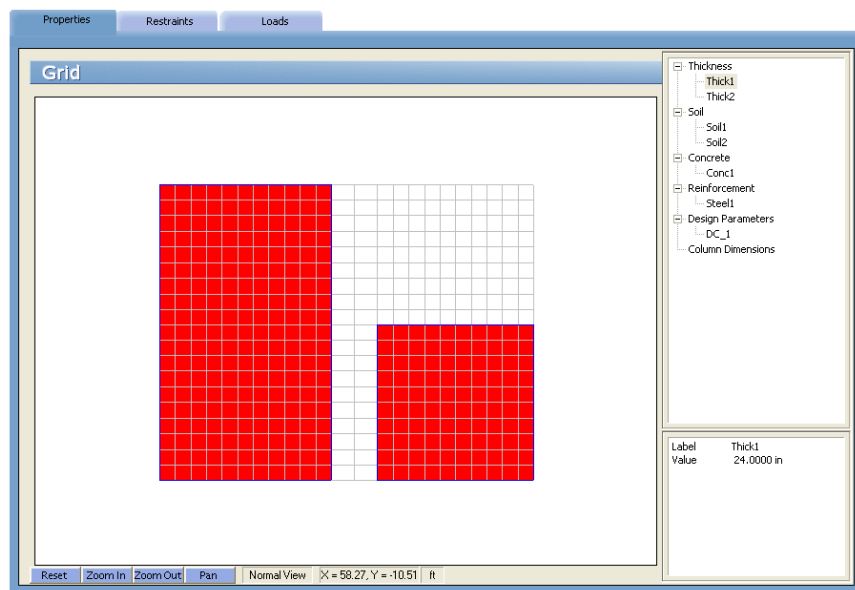 Properties
Restraints
Loads
Grid
Thickness
Thick1
Thick2
Soil
Soil1
Soil2
Concrete
Conc1
Reinforcement
Steel1
Design Parameters
DC_1
Column Dimensions
Label Thick1
Value 24.0000 in
Reset Zoom In Zoom Out Pan Normal View X = 58.27, Y = -10.51 ft